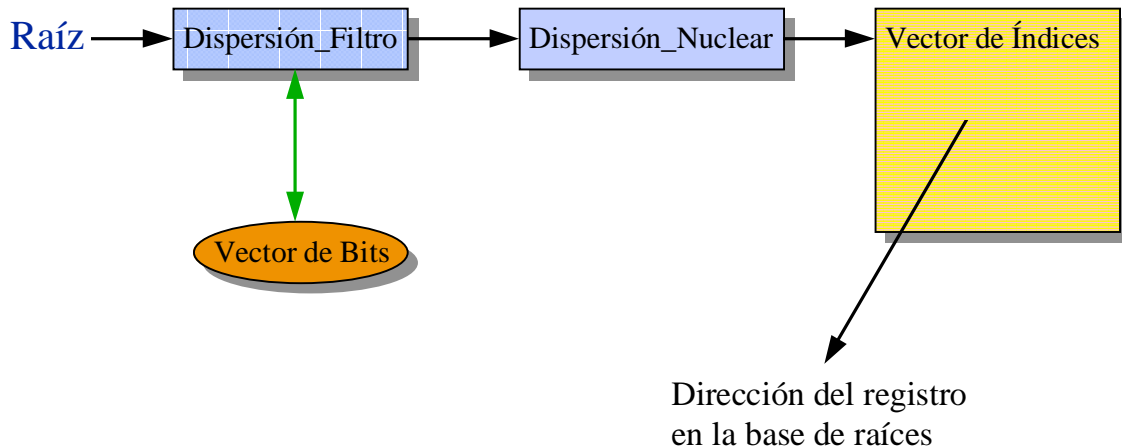 Raíz
Dispersión_Filtro
Dispersión_Nuclear
Vector de Índices
Vector de Bits
Dirección del registro
en la base de raíces